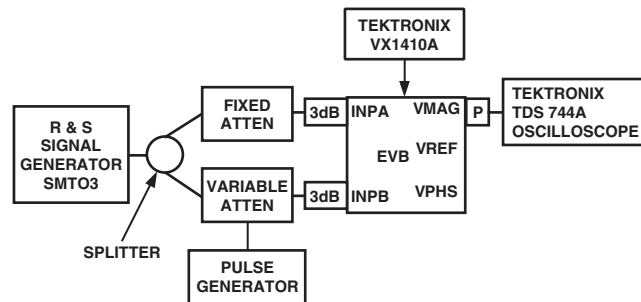 TEKTRONIX
VX1410A
R & S
SIGNAL
GENERATOR
SMTO3
SPLITTER
FIXED
ATTEN
VARIABLE
ATTEN
PULSE
GENERATOR
3dB
3dB
INPA
VMAG
EVB
VREF
INPB
VPHS
P
TEKTRONIX
TDS 744A
OSCILLOSCOPE